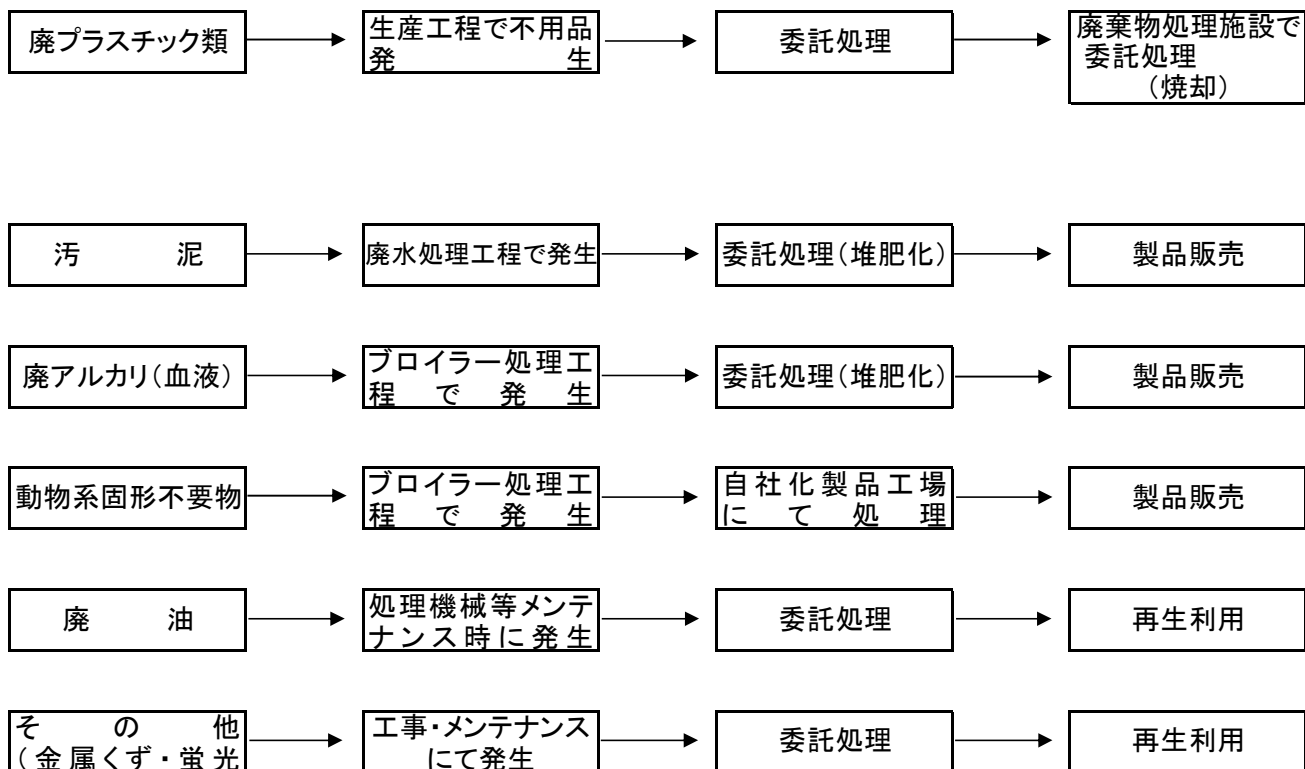 廃プラスチック類
生産工程で不用品
発生
委託処理
廃棄物処理施設で
委託処理
（焼却）
汚泥
廃水処理工程で発生
委託処理（堆肥化）
製品販売
廃アルカリ（血液）
ブロイラー処理工
程で発生
委託処理（堆肥化）
製品販売
動物系固形不要物
ブロイラー処理工
程で発生
自社化製品工場
にて処理
製品販売
廃油
処理機械等メンテ
ナンス時に発生
委託処理
再生利用
その他
（金属くず・蛍光
工事・メンテナンス
にて発生
委託処理
再生利用